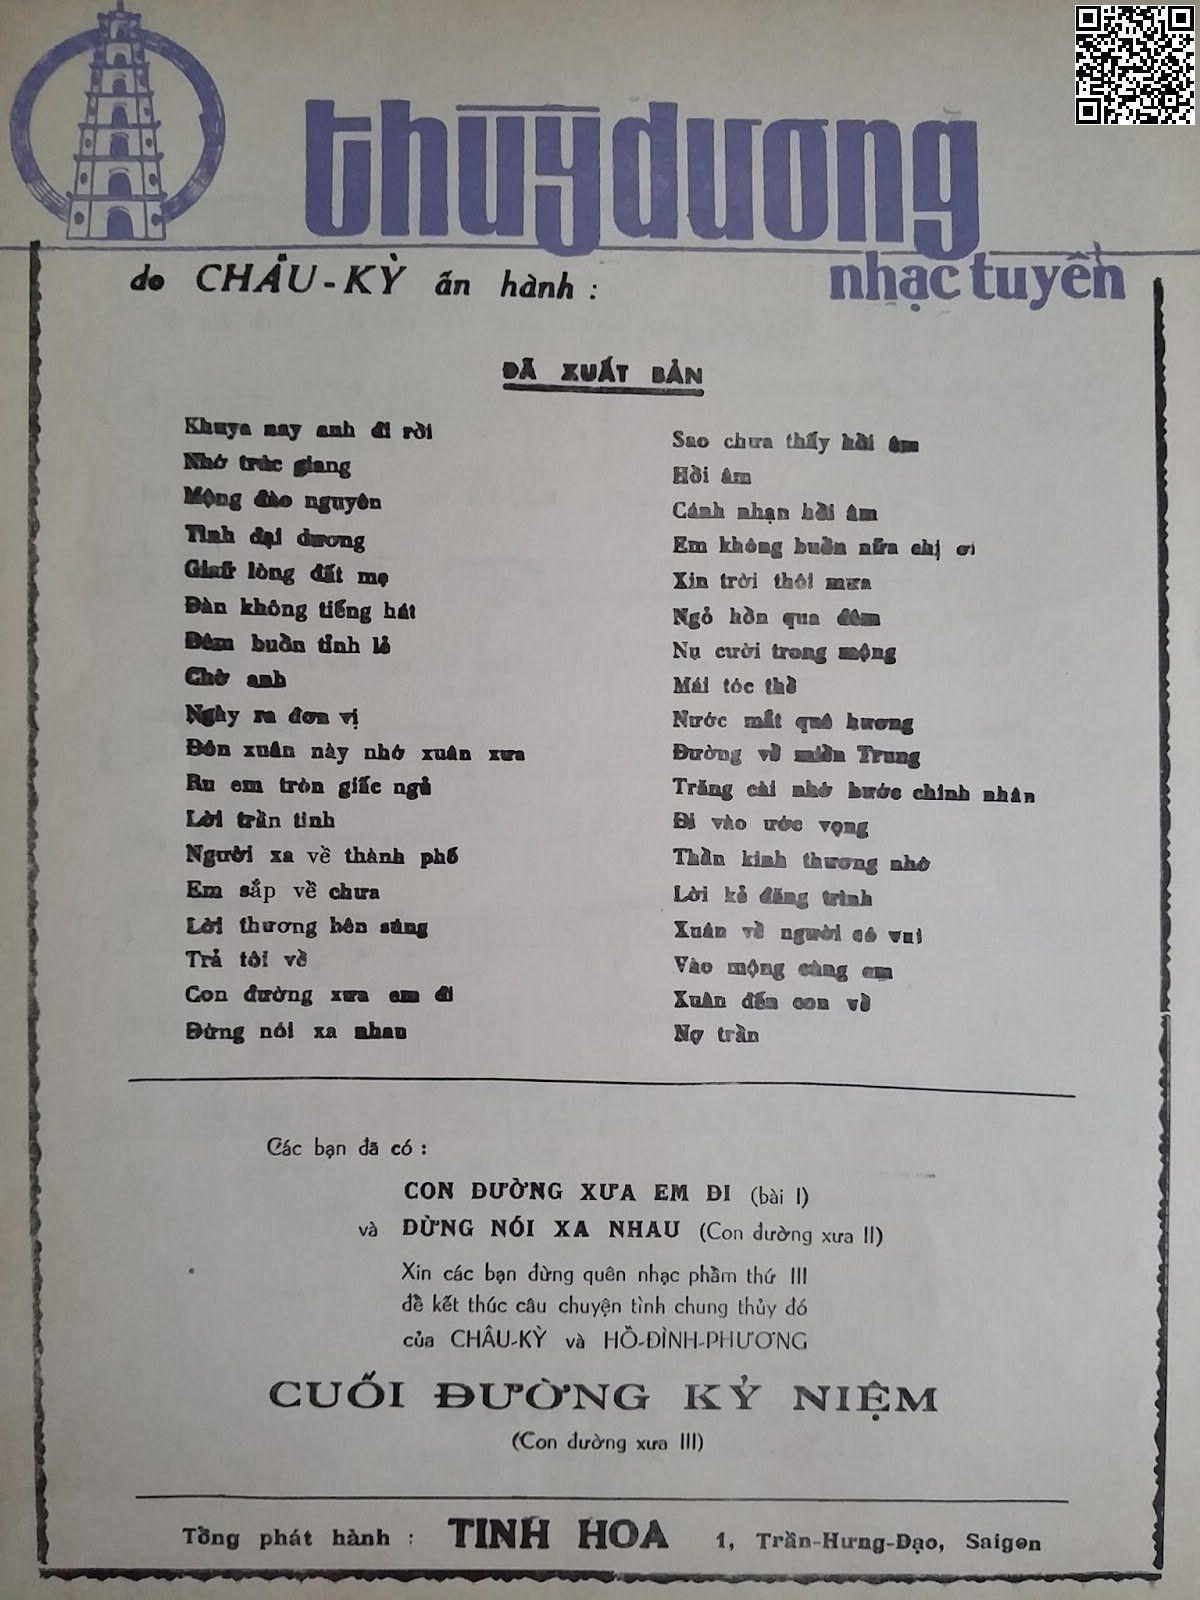 thùydương
nhạc tuyển
do CHÂU-KỲ ấn hành :
ĐÃ XUẤT BẢN
Khuya nay anh đi rồi
Nhớ trúc giang
Mộng đào nguyên
Tình đại dương
Giữa lòng đất mẹ
Đàn không tiếng hát
Đêm buồn tỉnh lẻ
Chờ anh
Ngày ra đơn vị
Đón xuân này nhớ xuân xưa
Ru em tròn giấc ngủ
Lời trần tình
Người xa về thành phố
Em sắp về chưa
Lời thương bên súng
Trả tôi về
Con đường xưa em đi
Đừng nói xa nhau
Sao chưa thấy hồi âm
Hồi âm
Cánh nhạn hồi âm
Em không buồn nữa chị ơi
Xin trời thôi mưa
Ngỏ hồn qua đêm
Nụ cười trong mộng
Mái tóc thề
Nước mắt quê hương
Đường về miền Trung
Trăng cài nhớ bước chinh nhân
Đi vào ước vọng
Thần kinh thương nhớ
Lời kẻ đăng trình
Xuân về người có vui
Vào mộng cùng em
Xuân đến con về
Nợ trần
Các bạn đã có :
CON ĐƯỜNG XƯA EM ĐI (bài I)
và ĐỪNG NÓI XA NHAU (Con đường xưa II)
Xin các bạn đừng quên nhạc phẩm thứ III
để kết thúc câu chuyện tình chung thủy đó
của CHÂU-KỲ và HỒ-ĐÌNH-PHƯƠNG
CUỐI ĐƯỜNG KỶ NIỆM
(Con đường xưa III)
Tổng phát hành : TINH HOA 1, Trần-Hưng-Đạo, Saigon